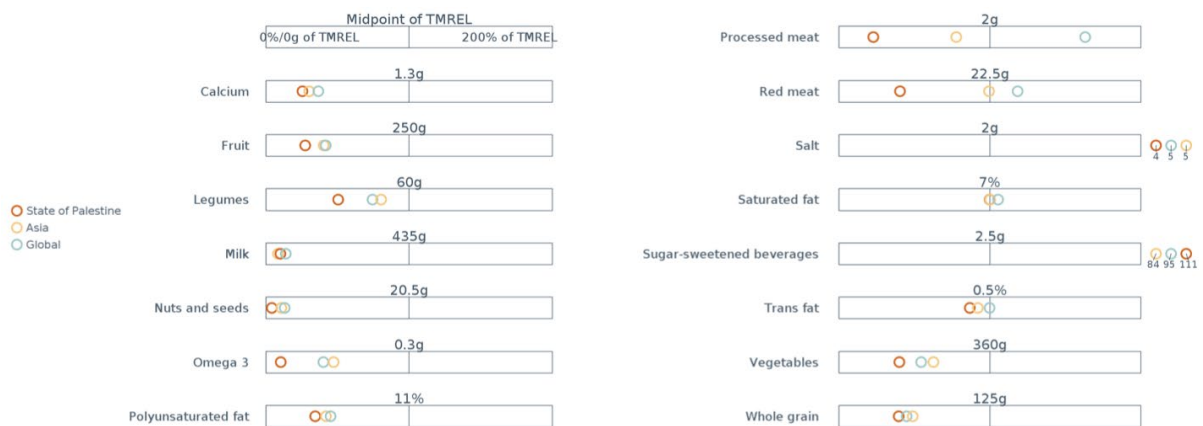 Midpoint of TMREL
0%/0g of TMREL 200% of TMREL
Calcium 1.3g
Fruit 250g
Legumes 60g
Milk 435g
Nuts and seeds 20.5g
Omega 3 0.3g
Polyunsaturated fat 11%
State of Palestine
Asia
Global
Processed meat 2g
Red meat 22.5g
Salt 2g
4 5 5
Saturated fat 7%
Sugar-sweetened beverages 2.5g
84 95 111
Trans fat 0.5%
Vegetables 360g
Whole grain 125g